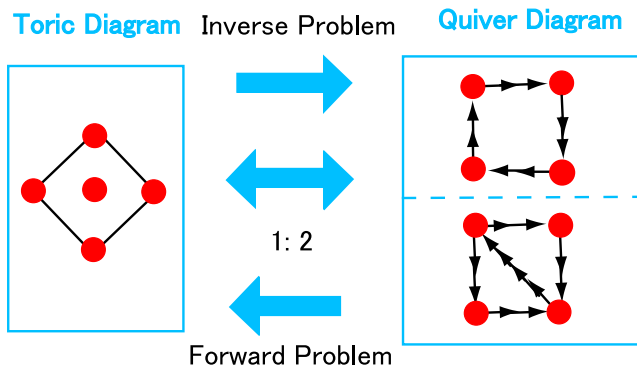 Toric Diagram
Inverse Problem
Quiver Diagram
1: 2
Forward Problem